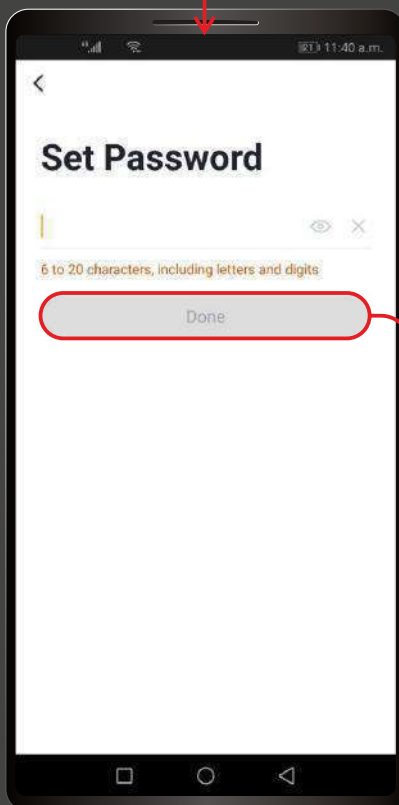 11:40 a.m.
Set Password
6 to 20 characters, including letters and digits
Done